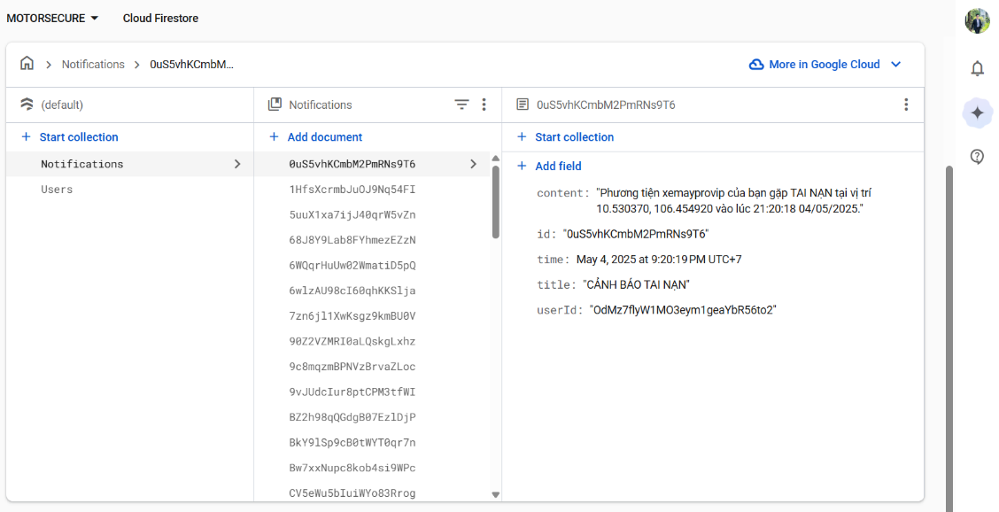 MOTORSECURE Cloud Firestore
Notifications 0uS5vhKCmbM... More in Google Cloud
(default)
Start collection
Notifications
Users
Notifications
Add document
0uS5vhKCmbM2PmRNs9T6
1HfsXcrmbJuOJ9Nq54FI
5uuX1xa7ijJ40qrW5vZn
68J8Y9Lab8FYhmezEZzN
6WQqrHuUw02WmatiD5pQ
6wlzAU98cI60qhKKSlja
7zn6jl1XwKsgz9kmBU0V
90Z2VZMRI0aLQskgLxhz
9c8mqzmBPNVzBrvaZLoc
9vJUdcIur8ptCPM3tfWI
BZ2h98qQGdgB07EzlDjP
BkY9lSp9cB0tWYT0qr7n
Bw7xxNupc8kob4si9WPc
CV5eWu5bIuiWYo83Rrog
0uS5vhKCmbM2PmRNs9T6
Start collection
Add field
content: "Phương tiện xemayprovip của bạn gặp TAI NẠN tại vị trí
10.530370, 106.454920 vào lúc 21:20:18 04/05/2025."
id: "0uS5vhKCmbM2PmRNs9T6"
time: May 4, 2025 at 9:20:19 PM UTC+7
title: "CẢNH BÁO TAI NẠN"
userId: "OdMz7flyW1MO3eym1geaYbR56to2"